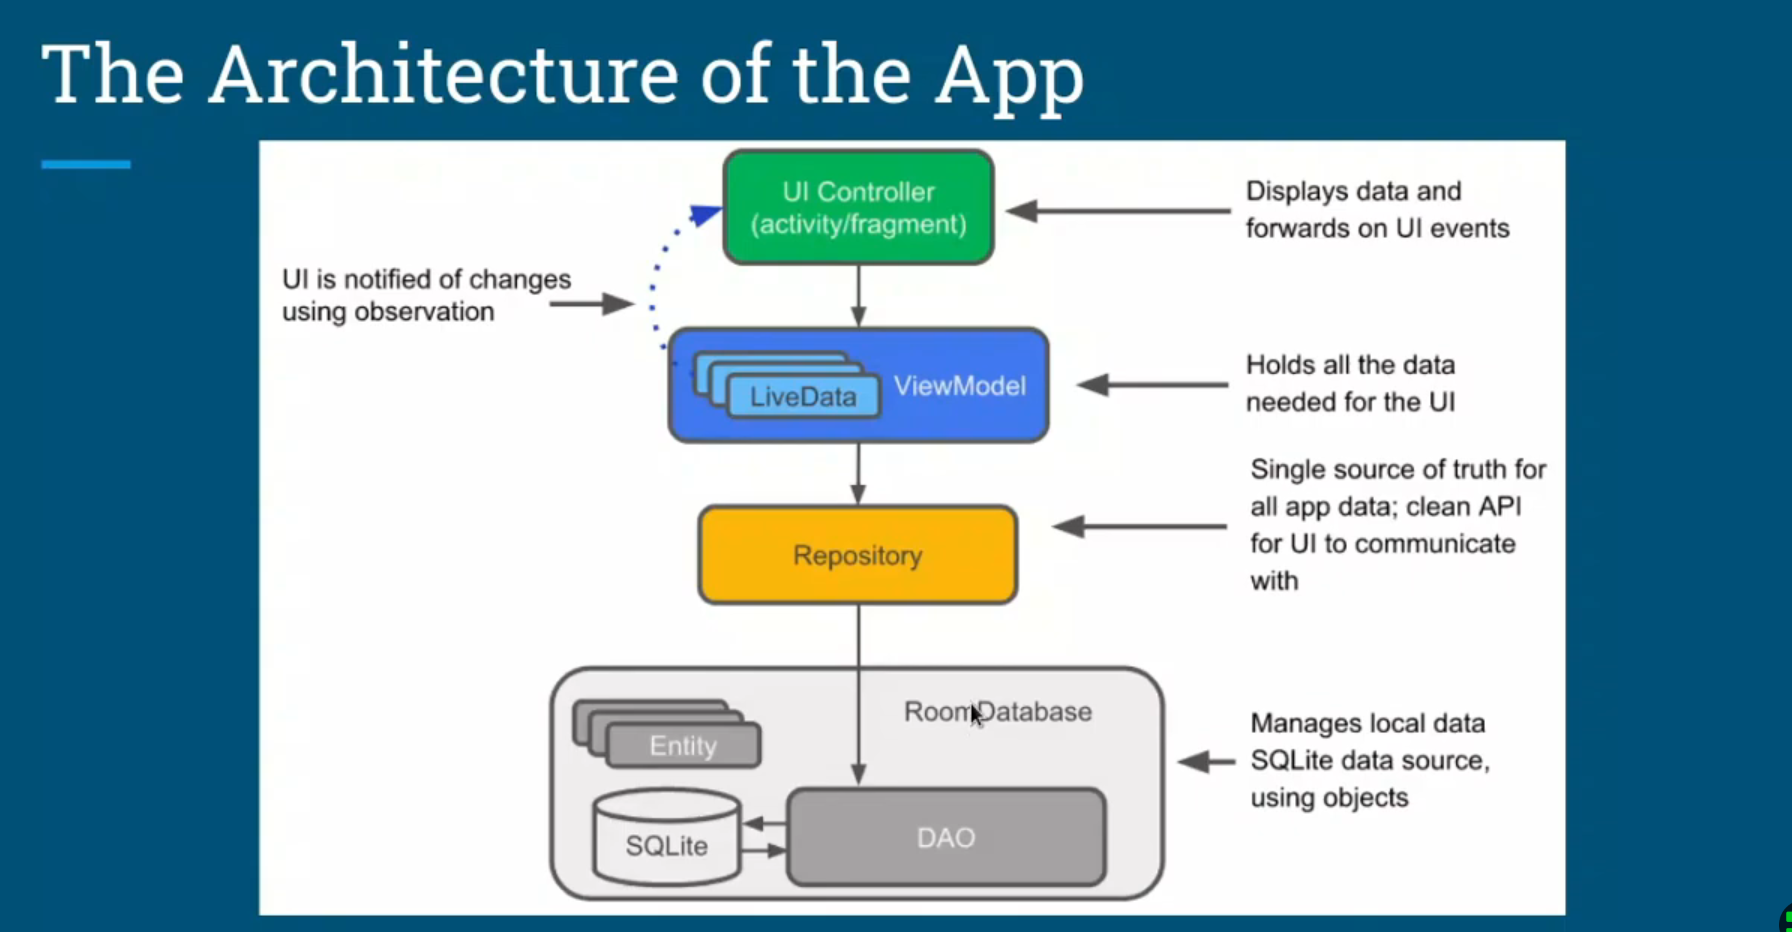 The Architecture of the App
UI Controller
(activity/fragment)
Displays data and
forwards on UI events
UI is notified of changes
using observation
LiveData
ViewModel
Holds all the data
needed for the UI
Repository
Single source of truth for
all app data; clean API
for UI to communicate
with
RoomDatabase
Entity
SQLite
DAO
Manages local data
SQLite data source,
using objects